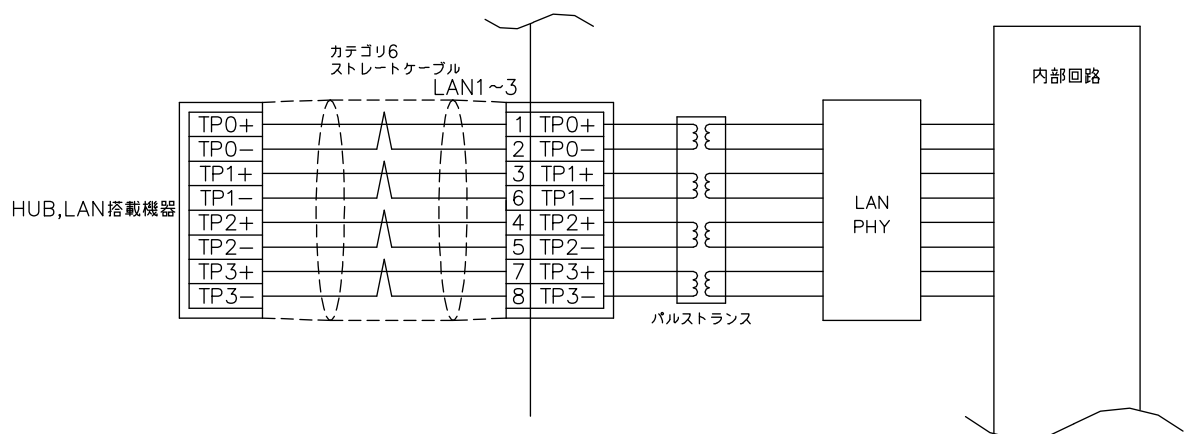 カテゴリ6
ストレートケーブル
LAN1～3
内部回路
HUB,LAN搭載機器
TP0+ 1 TP0+
TP0- 2 TP0-
TP1+ 3 TP1+
TP1- 6 TP1-
TP2+ 4 TP2+
TP2- 5 TP2-
TP3+ 7 TP3+
TP3- 8 TP3-
パルストランス
LAN
PHY